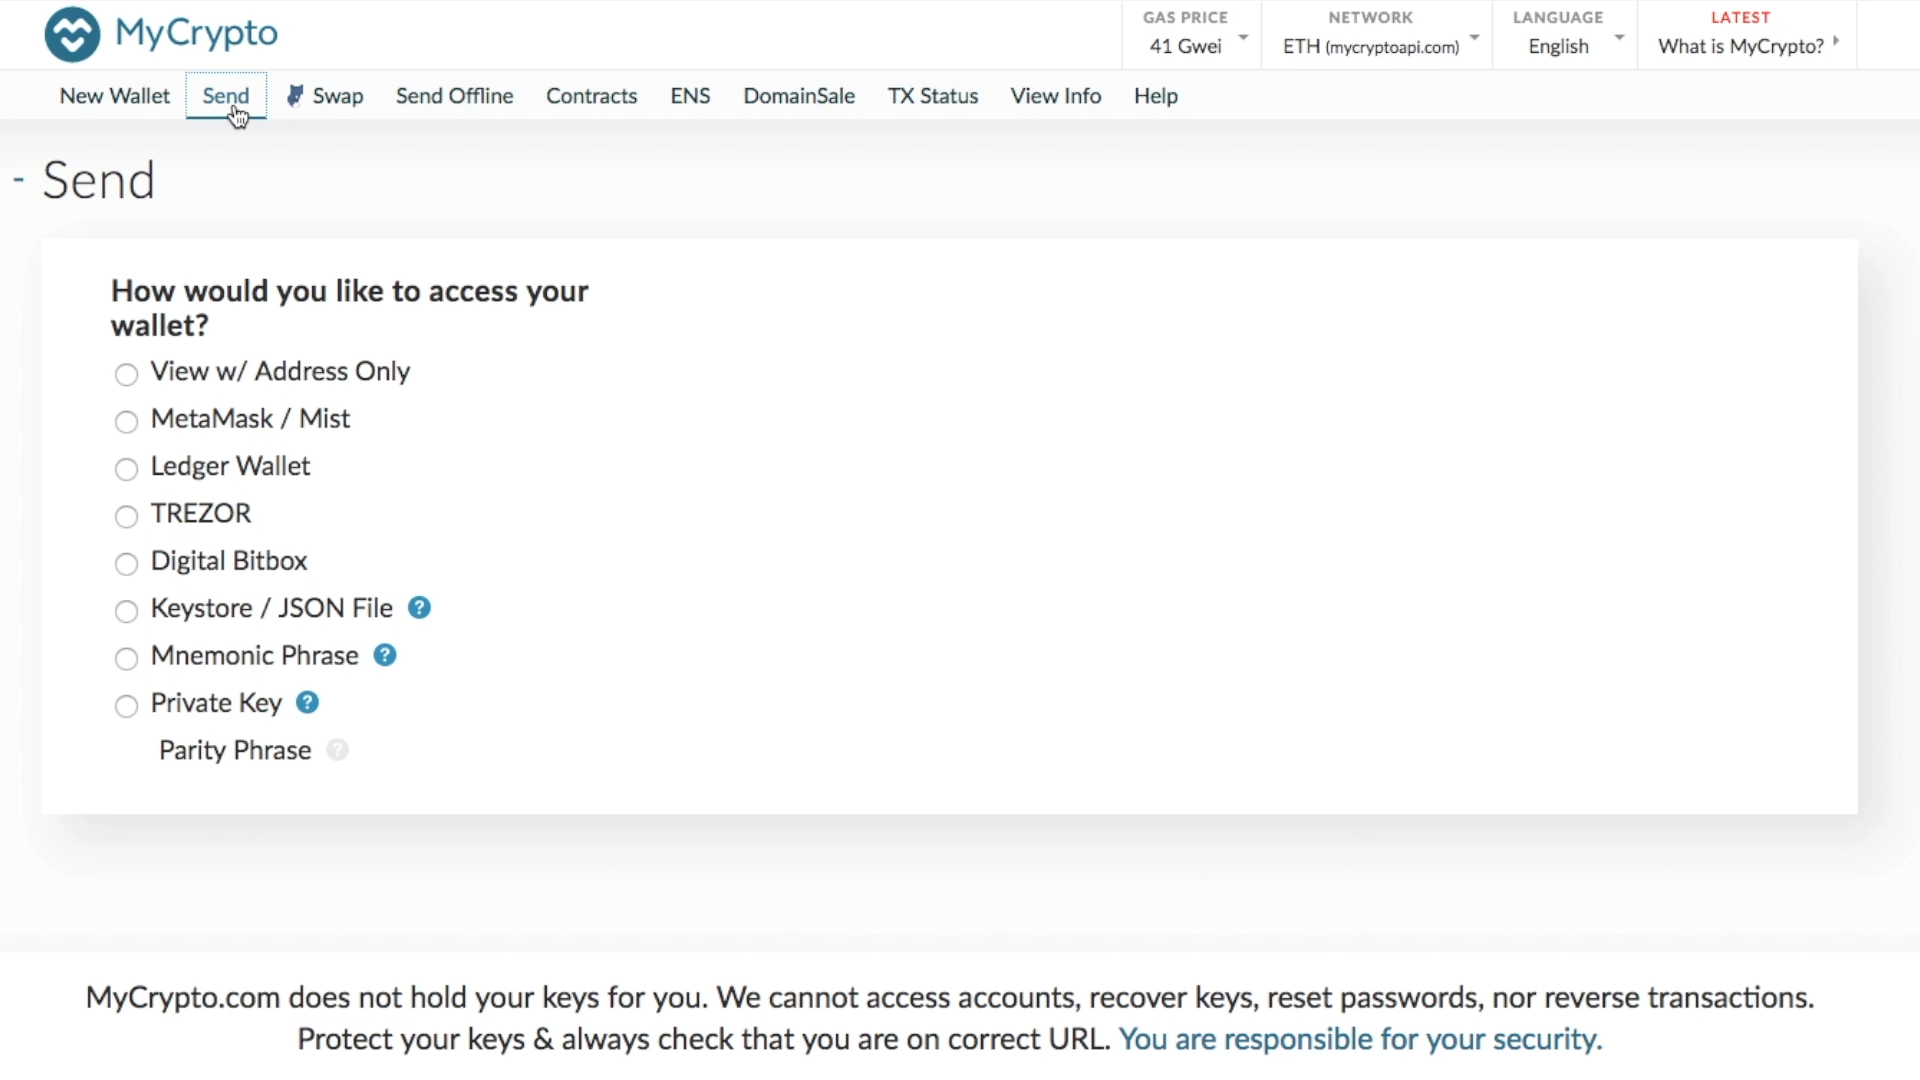 MyCrypto
GAS PRICE
41 Gwei
NETWORK
ETH (mycryptoapi.com)
LANGUAGE
English
LATEST
What is MyCrypto?
New Wallet
Send
Swap
Send Offline
Contracts
ENS
DomainSale
TX Status
View Info
Help
- Send
How would you like to access your
wallet?
View w/ Address Only
MetaMask / Mist
Ledger Wallet
TREZOR
Digital Bitbox
Keystore / JSON File ?
Mnemonic Phrase ?
Private Key ?
Parity Phrase ?
MyCrypto.com does not hold your keys for you. We cannot access accounts, recover keys, reset passwords, nor reverse transactions.
Protect your keys & always check that you are on correct URL. You are responsible for your security.